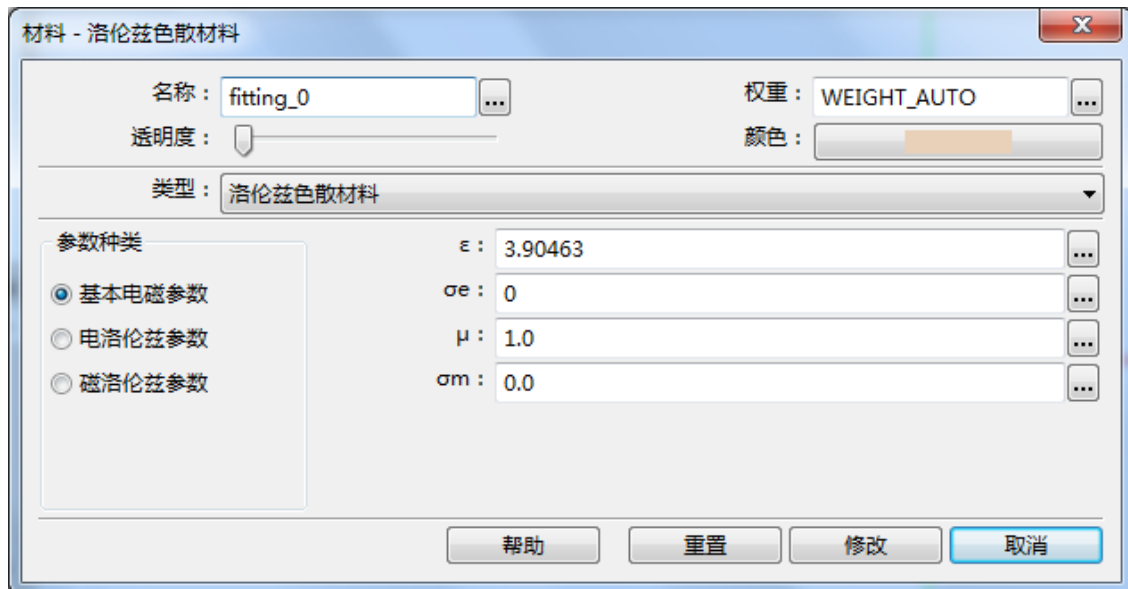 材料 - 洛伦兹色散材料
名称： fitting_0 ... 权重： WEIGHT_AUTO ...
透明度： 颜色：
类型： 洛伦兹色散材料
参数种类 ε： 3.90463 ...
基本电磁参数 σe： 0 ...
电洛伦兹参数 μ： 1.0 ...
磁洛伦兹参数 σm： 0.0 ...
帮助 重置 修改 取消